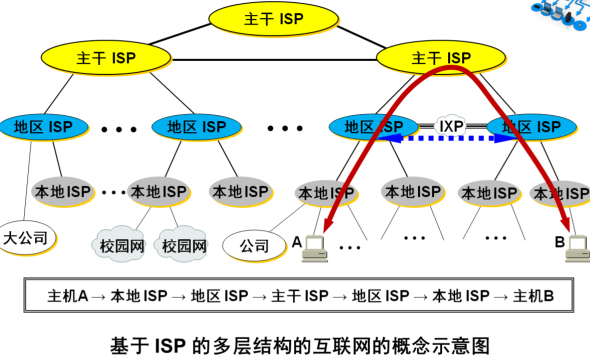 主干 ISP
主干 ISP
主干 ISP
地区 ISP
地区 ISP
地区 ISP
IXP
地区 ISP
本地ISP
本地ISP
本地ISP
本地ISP
本地ISP
本地ISP
本地ISP
大公司
校园网
校园网
公司
A
B
主机A → 本地 ISP → 地区 ISP → 主干 ISP → 地区 ISP → 本地 ISP → 主机B
基于 ISP 的多层结构的互联网的概念示意图